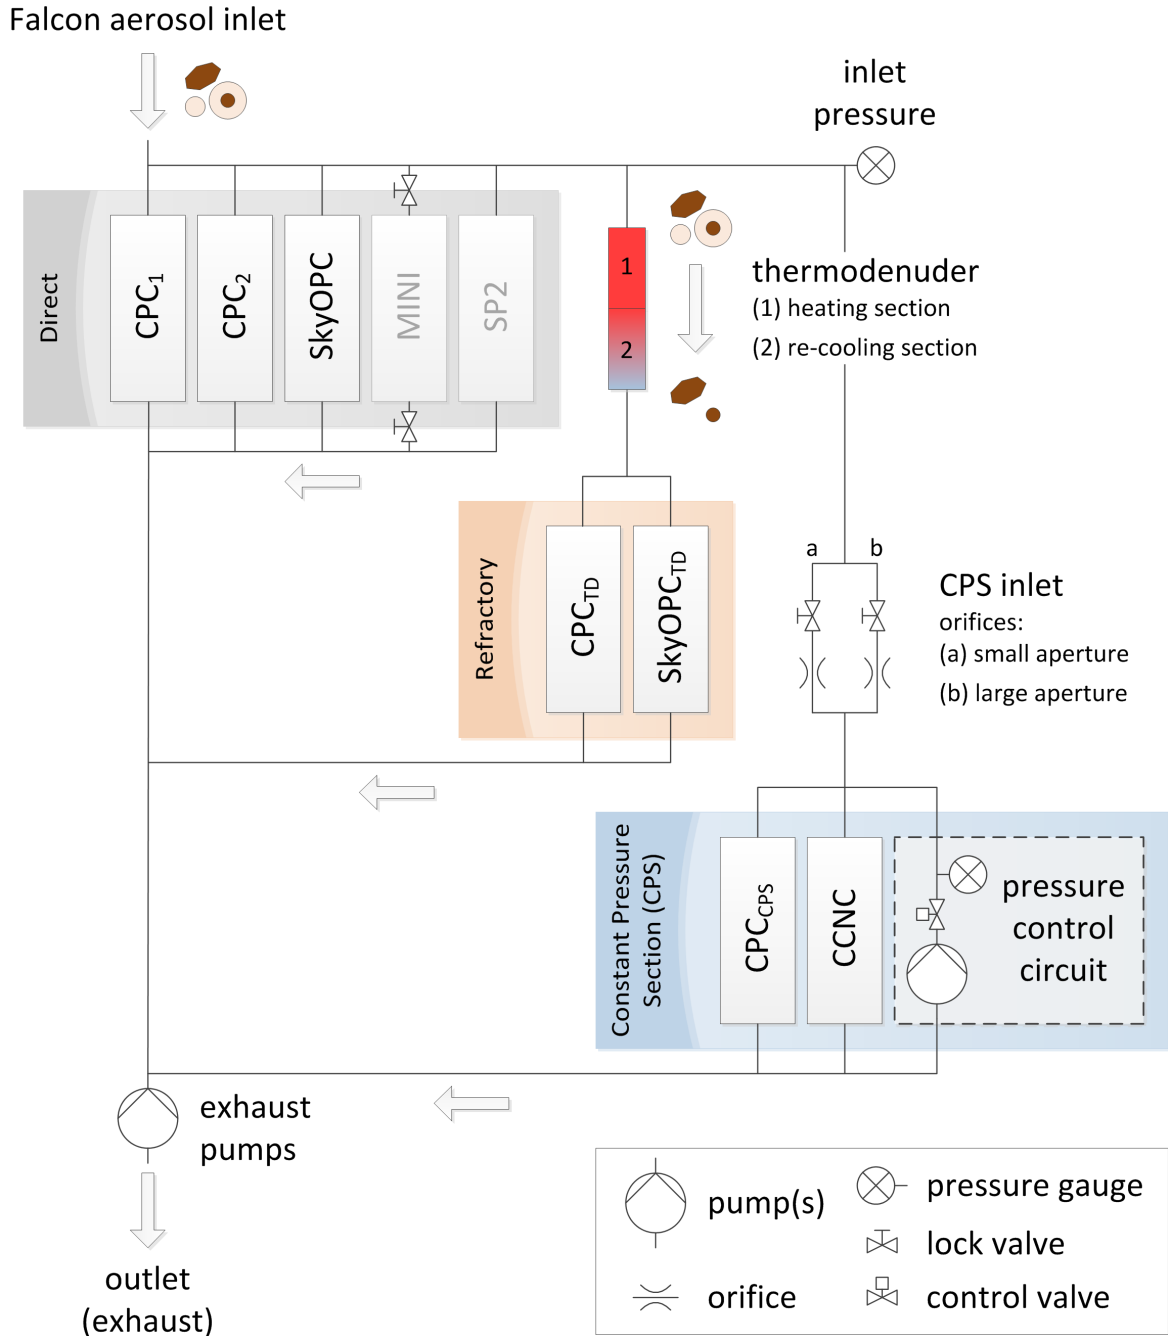 Falcon aerosol inlet
inlet
pressure
Direct
CPC1
CPC2
SkyOPC
MINI
SP2
1
2
thermodenuder
(1) heating section
(2) re-cooling section
Refractory
CPCTD
SkyOPCTD
a
b
CPS inlet
orifices:
(a) small aperture
(b) large aperture
Constant Pressure
Section (CPS)
CPCCPS
CCNC
pressure
control
circuit
exhaust
pumps
outlet
(exhaust)
pump(s)
orifice
pressure gauge
lock valve
control valve